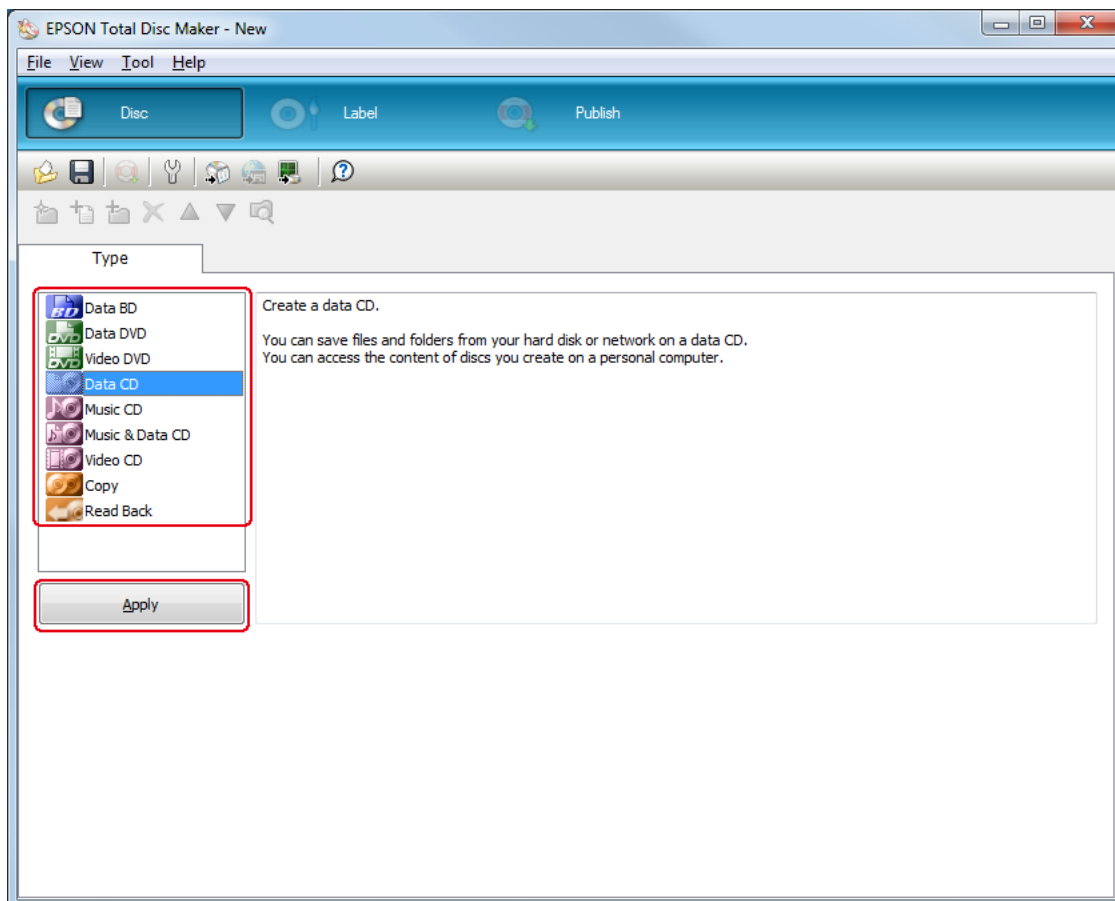 EPSON Total Disc Maker - New
File View Tool Help
Disc Label Publish
Type
Data BD
Data DVD
Video DVD
Data CD
Music CD
Music & Data CD
Video CD
Copy
Read Back
Apply
Create a data CD.
You can save files and folders from your hard disk or network on a data CD.
You can access the content of discs you create on a personal computer.